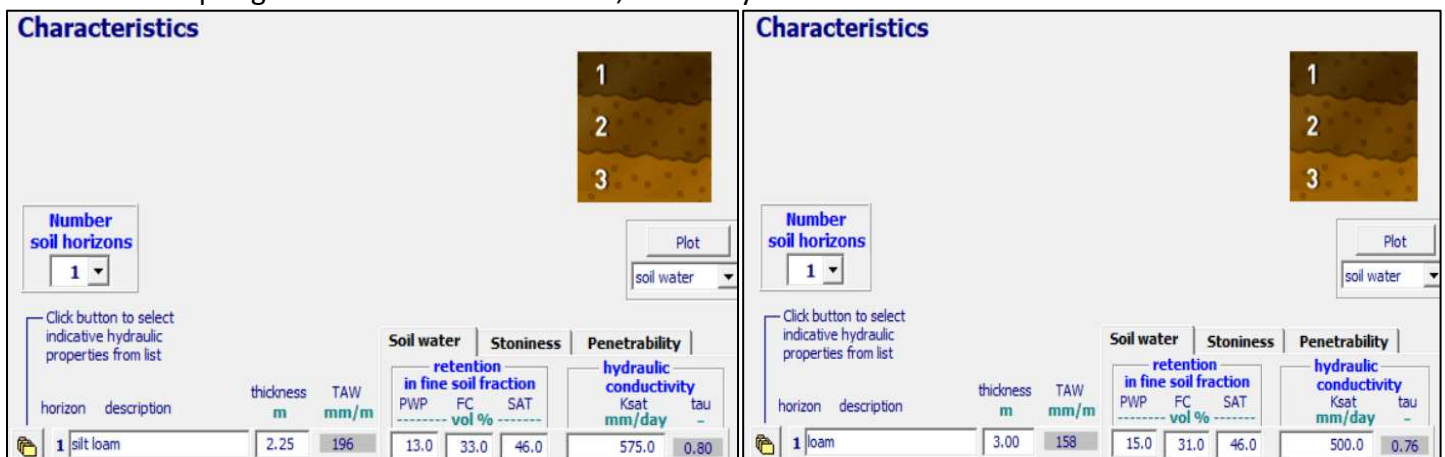 Characteristics
1
2
3
Number
soil horizons
1
Plot
soil water
Click button to select
indicative hydraulic
properties from list
Soil water Stoniness Penetrability
retention
in fine soil fraction
hydraulic
conductivity
thickness TAW PWP FC SAT Ksat tau
horizon description m mm/m ------- vol % ------- mm/day -
1 silt loam 2.25 196 13.0 33.0 46.0 575.0 0.80
Characteristics
1
2
3
Number
soil horizons
1
Plot
soil water
Click button to select
indicative hydraulic
properties from list
Soil water Stoniness Penetrability
retention
in fine soil fraction
hydraulic
conductivity
thickness TAW PWP FC SAT Ksat tau
horizon description m mm/m ------- vol % ------- mm/day -
1 loam 3.00 158 15.0 31.0 46.0 500.0 0.76